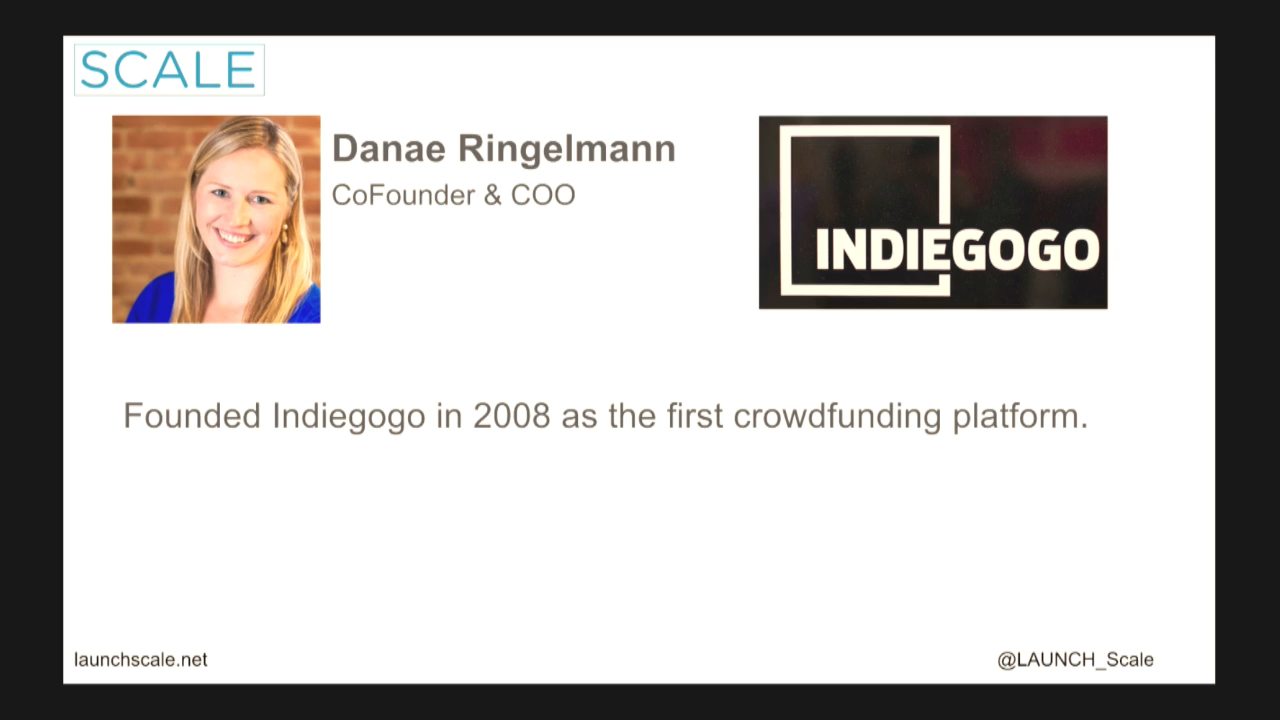 SCALE
Danae Ringelmann
CoFounder & COO
INDIEGOGO
Founded Indiegogo in 2008 as the first crowdfunding platform.
launchscale.net
@LAUNCH_Scale